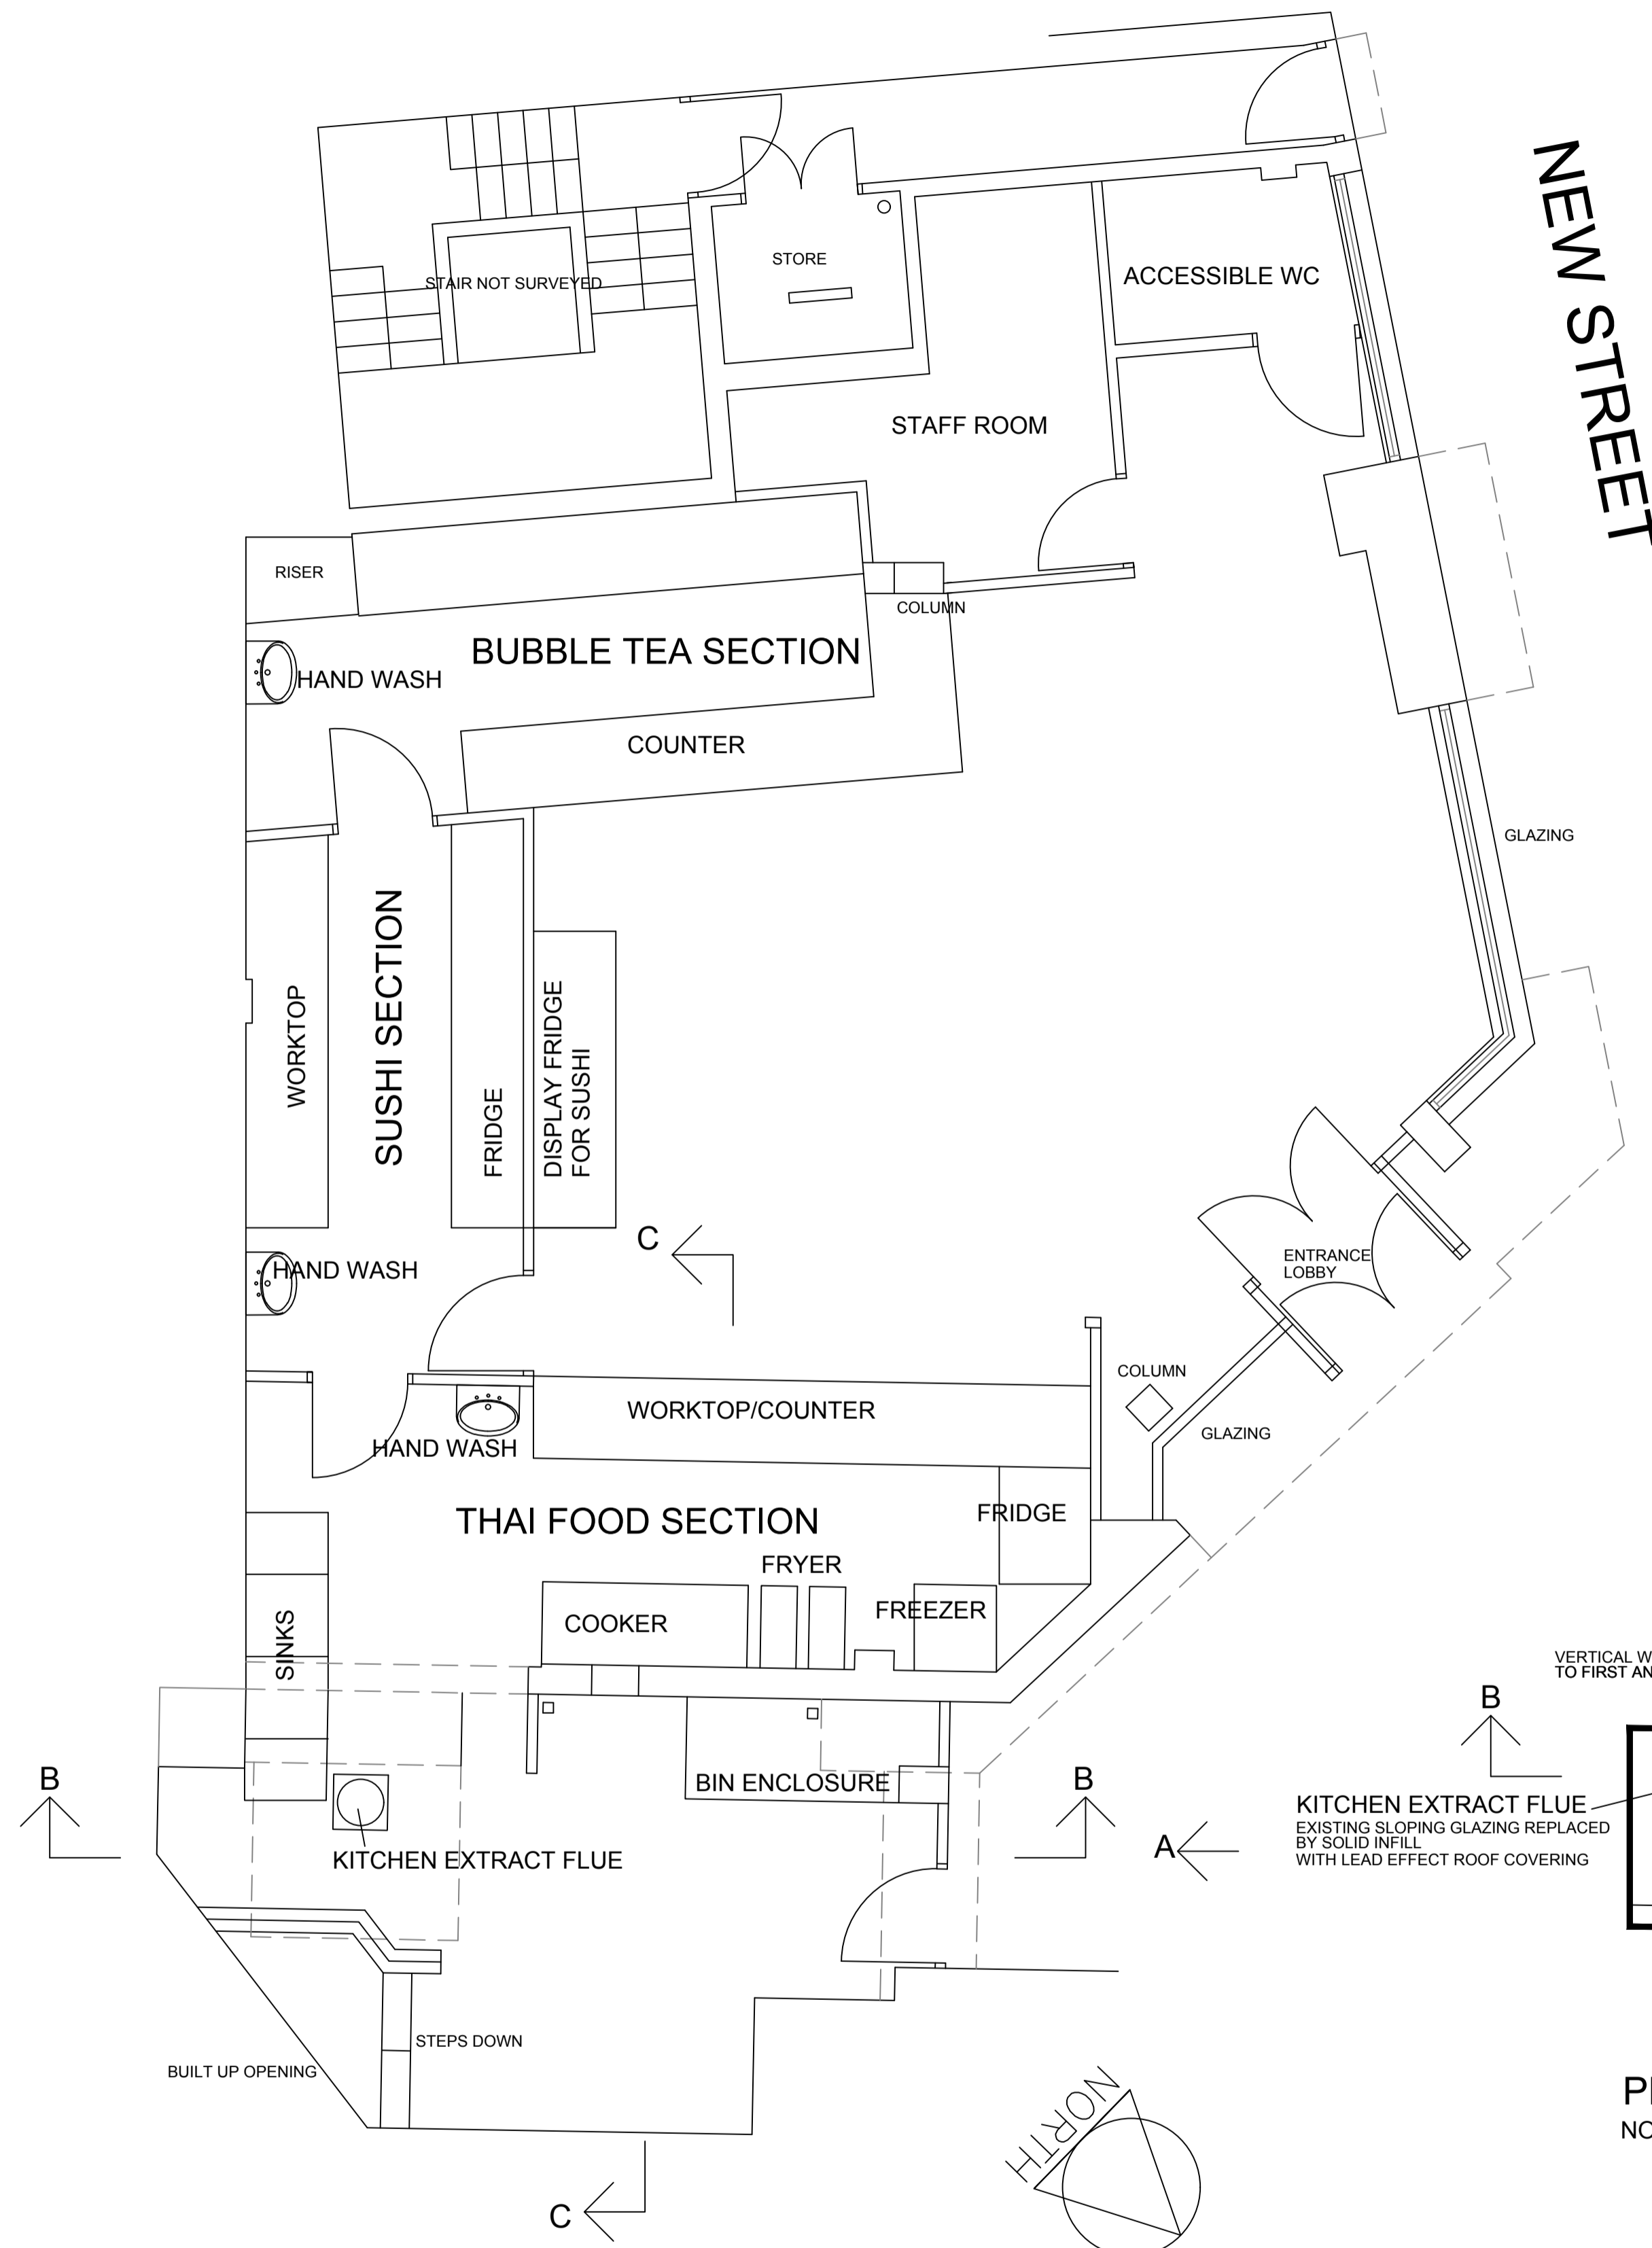 NEW STREET
STORE
STAIR NOT SURVEYED
ACCESSIBLE WC
STAFF ROOM
RISER
COLUMN
BUBBLE TEA SECTION
HAND WASH
COUNTER
GLAZING
SUSHI SECTION
WORKTOP
FRIDGE
DISPLAY FRIDGE
FOR SUSHI
C
HAND WASH
ENTRANCE
LOBBY
COLUMN
WORKTOP/COUNTER
GLAZING
HAND WASH
THAI FOOD SECTION
FRIDGE
FRYER
FREEZER
COOKER
SINKS
VERTICAL
TO FIRST
B
B
B
BIN ENCLOSURE
KITCHEN EXTRACT FLUE
EXISTING SLOPING GLAZING REPLACED
BY SOLID INFILL
WITH LEAD EFFECT ROOF COVERING
A
KITCHEN EXTRACT FLUE
STEPS DOWN
BUILT UP OPENING
NORTH
C